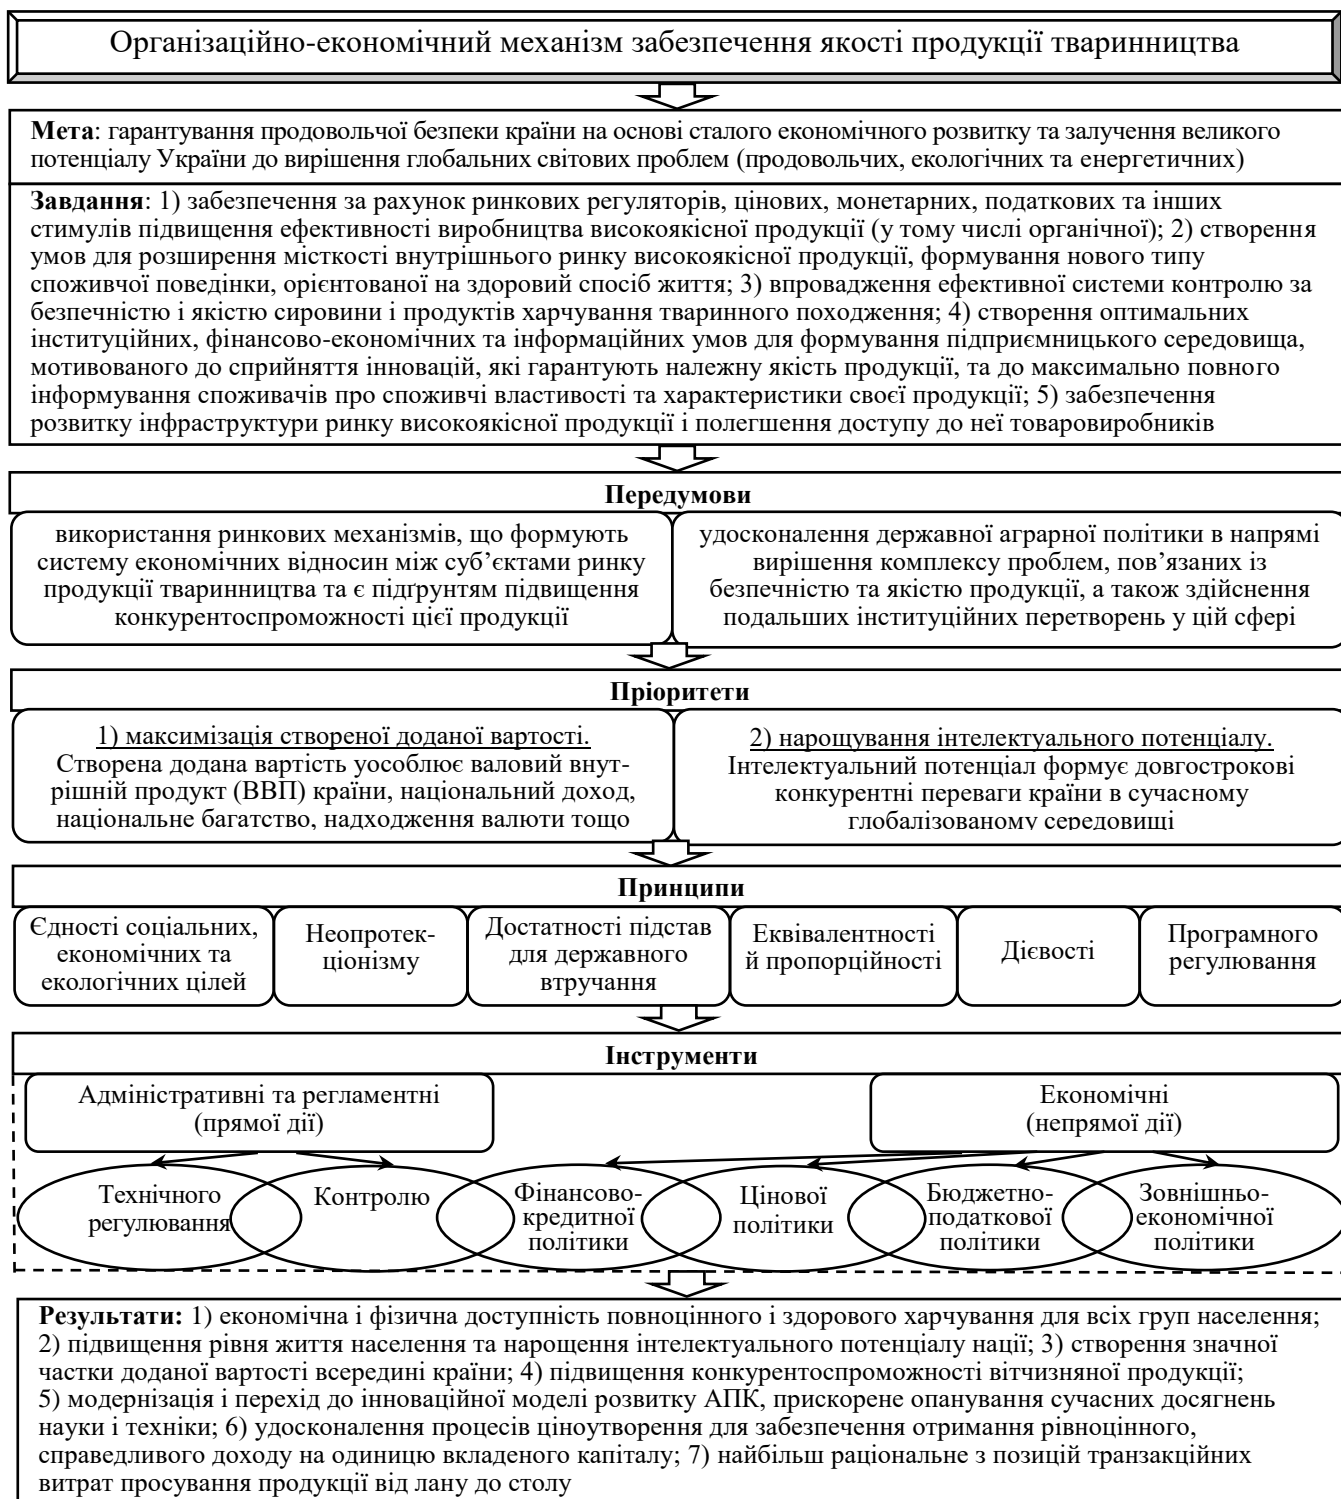 Організаційно-економічний механізм забезпечення якості продукції тваринництва
Мета: гарантування продовольчої безпеки країни на основі сталого економічного розвитку та залучення великого
потенціалу України до вирішення глобальних світових проблем (продовольчих, екологічних та енергетичних)
Завдання: 1) забезпечення за рахунок ринкових регуляторів, цінових, монетарних, податкових та інших
стимулів підвищення ефективності виробництва високоякісної продукції (у тому числі органічної); 2) створення
умов для розширення місткості внутрішнього ринку високоякісної продукції, формування нового типу
споживчої поведінки, орієнтованої на здоровий спосіб життя; 3) впровадження ефективної системи контролю за
безпечністю і якістю сировини і продуктів харчування тваринного походження; 4) створення оптимальних
інституційних, фінансово-економічних та інформаційних умов для формування підприємницького середовища,
мотивованого до сприйняття інновацій, які гарантують належну якість продукції, та до максимально повного
інформування споживачів про споживчі властивості та характеристики своєї продукції; 5) забезпечення
розвитку інфраструктури ринку високоякісної продукції і полегшення доступу до неї товаровиробників
Передумови
використання ринкових механізмів, що формують
систему економічних відносин між суб’єктами ринку
продукції тваринництва та є підґрунтям підвищення
конкурентоспроможності цієї продукції
удосконалення державної аграрної політики в напрямі
вирішення комплексу проблем, пов’язаних із
безпечністю та якістю продукції, а також здійснення
подальших інституційних перетворень у цій сфері
Пріоритети
1) максимізація створеної доданої вартості.
Створена додана вартість уособлює валовий внут-
рішній продукт (ВВП) країни, національний доход,
національне багатство, надходження валюти тощо
2) нарощування інтелектуального потенціалу.
Інтелектуальний потенціал формує довгострокові
конкурентні переваги країни в сучасному
глобалізованому середовищі
Принципи
Єдності соціальних,
економічних та
екологічних цілей
Неопротек-
ціонізму
Достатності підстав
для державного
втручання
Еквівалентності
й пропорційності
Дієвості
Програмного
регулювання
Інструменти
Адміністративні та регламентні
(прямої дії)
Економічні
(непрямої дії)
Технічного
регулювання
Контролю
Фінансово-
кредитної
політики
Цінової
політики
Бюджетно-
податкової
політики
Зовнішньо-
економічної
політики
Результати: 1) економічна і фізична доступність повноцінного і здорового харчування для всіх груп населення;
2) підвищення рівня життя населення та нарощення інтелектуального потенціалу нації; 3) створення значної
частки доданої вартості всередині країни; 4) підвищення конкурентоспроможності вітчизняної продукції;
5) модернізація і перехід до інноваційної моделі розвитку АПК, прискорене опанування сучасних досягнень
науки і техніки; 6) удосконалення процесів ціноутворення для забезпечення отримання рівноцінного,
справедливого доходу на одиницю вкладеного капіталу; 7) найбільш раціональне з позицій транзакційних
витрат просування продукції від лану до столу